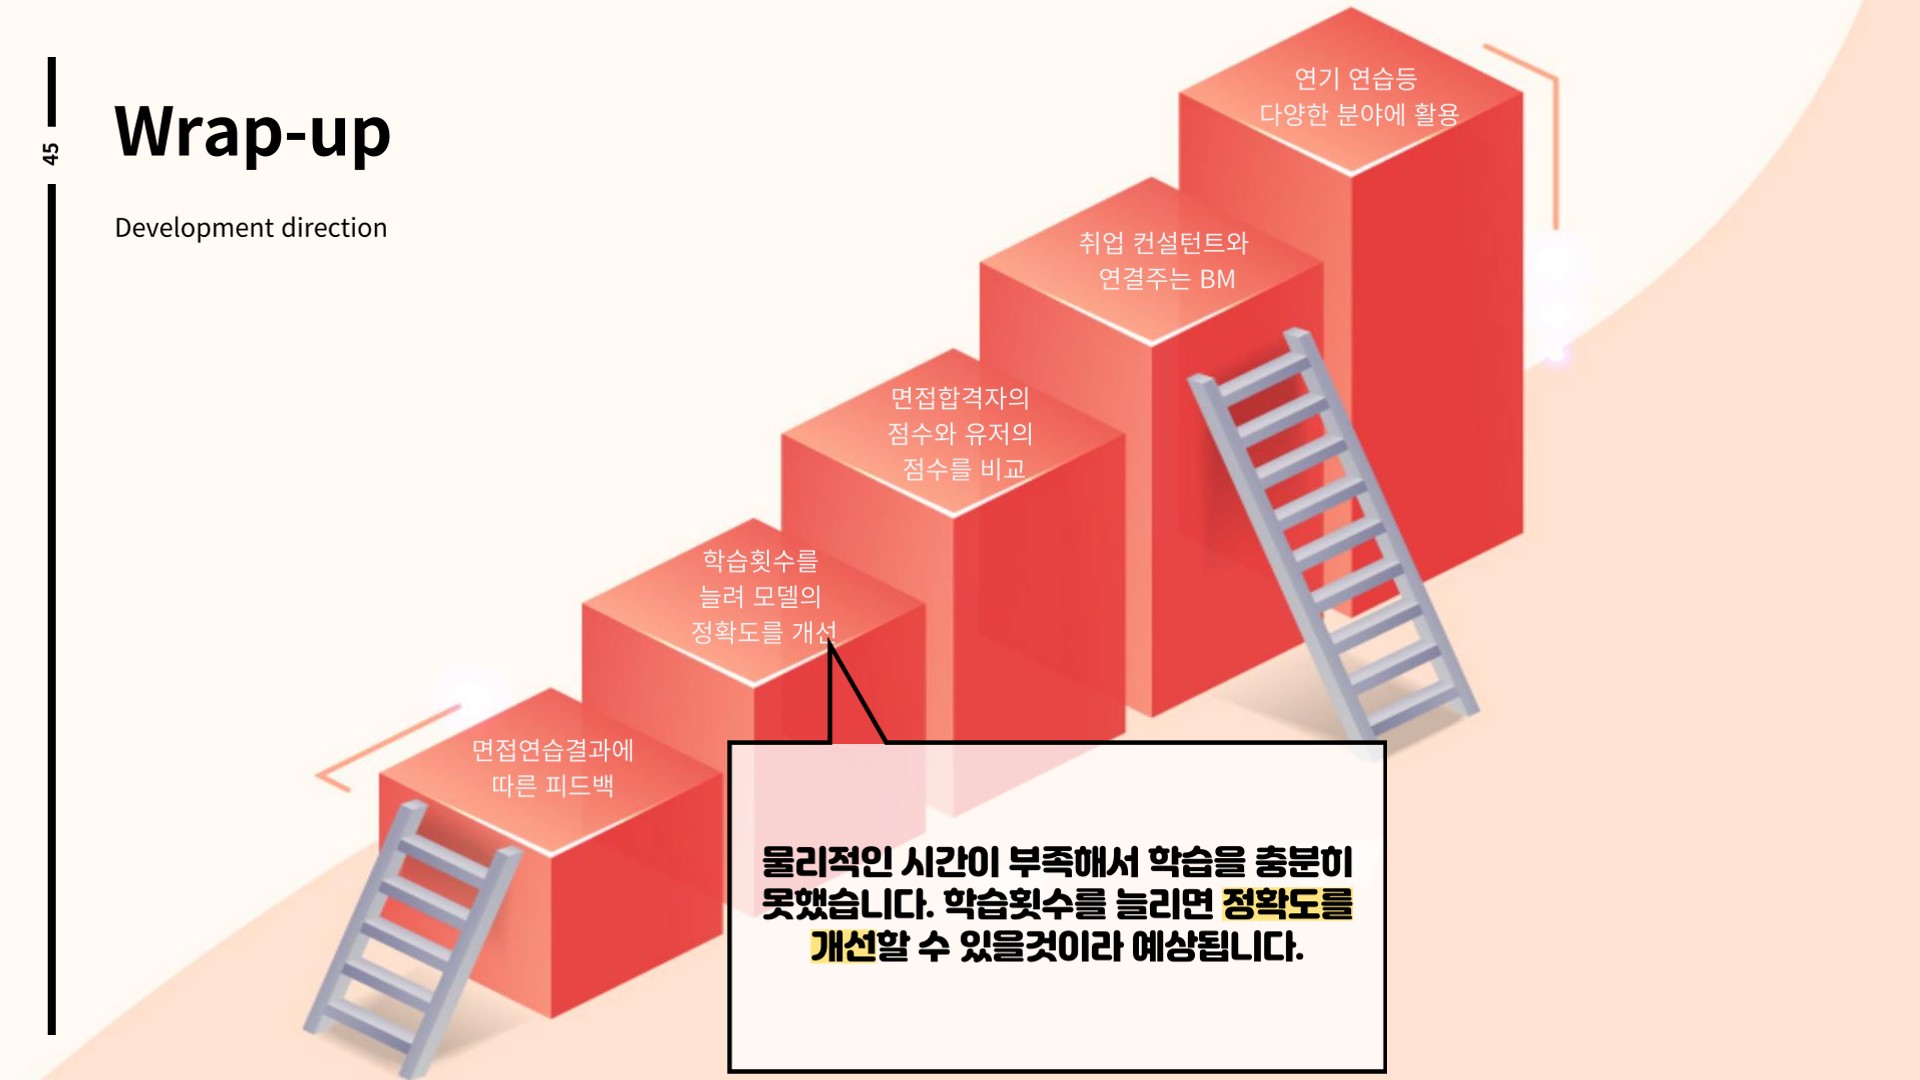 45
Wrap-up
Development direction
연기 연습등
다양한 분야에 활용
취업 컨설턴트와
연결주는 BM
면접합격자의
점수와 유저의
점수를 비교
학습횟수를
늘려 모델의
정확도를 개선
면접연습결과에
따른 피드백
물리적인 시간이 부족해서 학습을 충분히
못했습니다. 학습횟수를 늘리면 정확도를
개선할 수 있을것이라 예상됩니다.